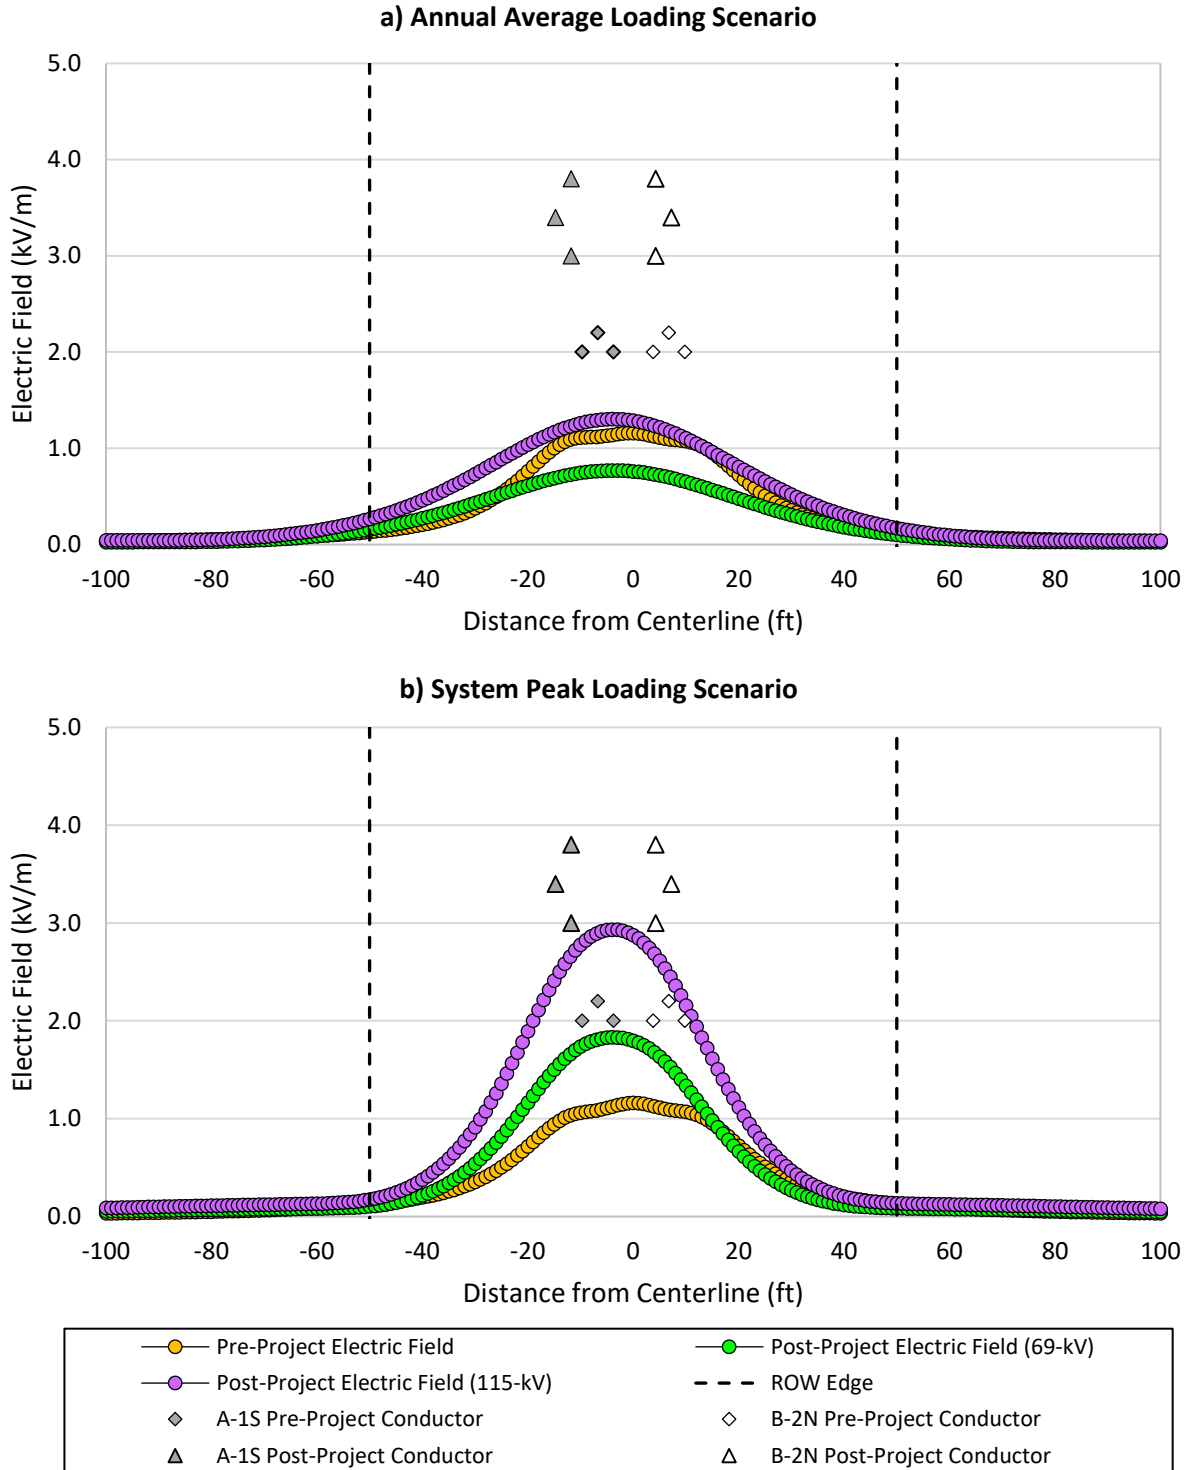 a) Annual Average Loading Scenario
5.0
4.0
3.0
2.0
1.0
0.0
Electric Field (kV/m)
-100 -80 -60 -40 -20 0 20 40 60 80 100
Distance from Centerline (ft)
b) System Peak Loading Scenario
5.0
4.0
3.0
2.0
1.0
0.0
Electric Field (kV/m)
-100 -80 -60 -40 -20 0 20 40 60 80 100
Distance from Centerline (ft)
Pre-Project Electric Field Post-Project Electric Field (69-kV)
Post-Project Electric Field (115-kV) ROW Edge
A-1S Pre-Project Conductor B-2N Pre-Project Conductor
A-1S Post-Project Conductor B-2N Post-Project Conductor